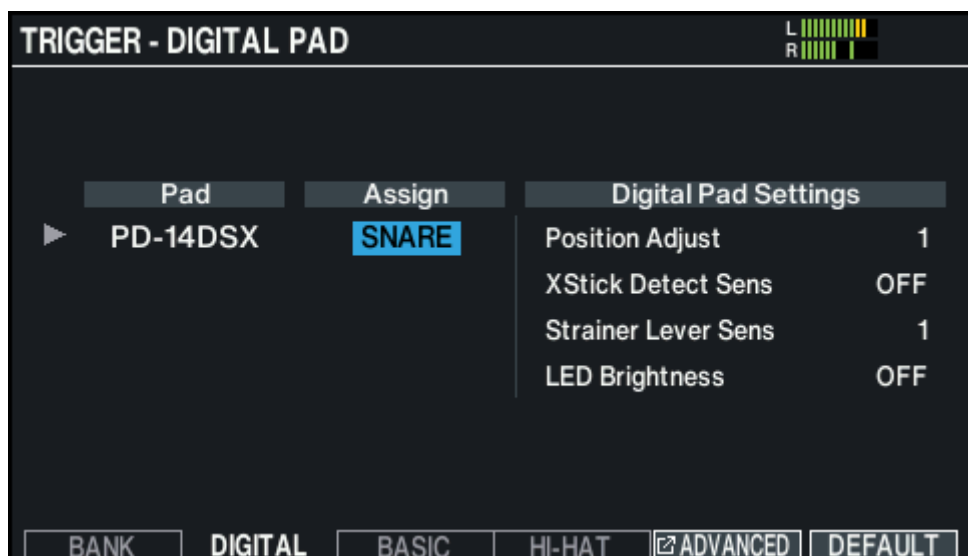 TRIGGER - DIGITAL PAD
L
R
Pad Assign Digital Pad Settings
PD-14DSX SNARE Position Adjust 1
XStick Detect Sens OFF
Strainer Lever Sens 1
LED Brightness OFF
BANK DIGITAL BASIC HI-HAT ADVANCED DEFAULT